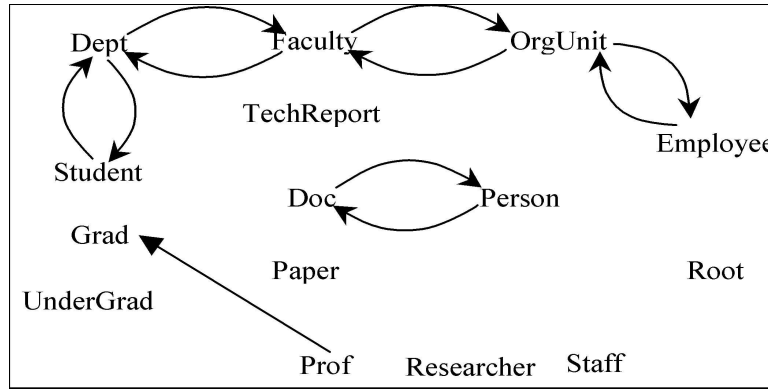 Dept Faculty OrgUnit
TechReport
Employee
Student
Doc Person
Grad
Paper Root
UnderGrad
Prof Researcher Staff